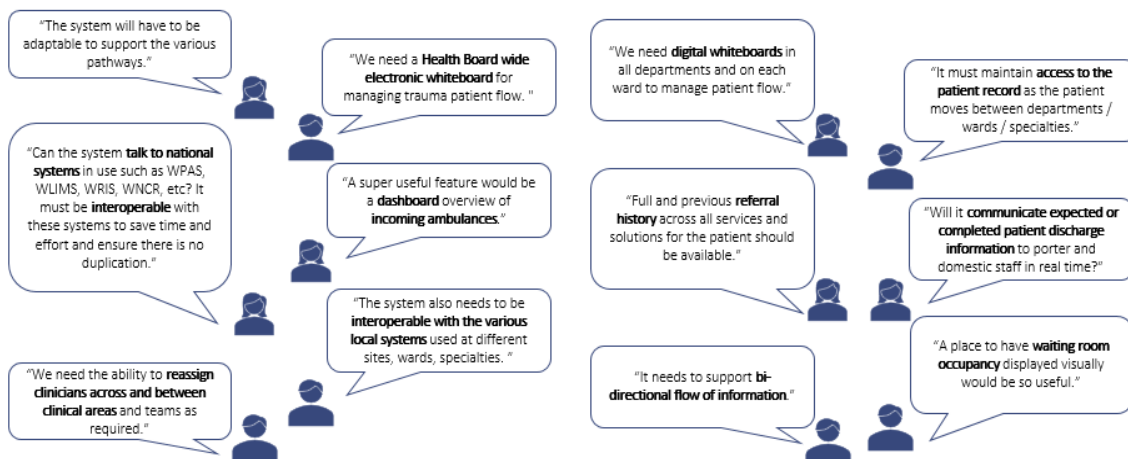 “The system will have to be
adaptable to support the various
pathways.”
“We need a Health Board wide
electronic whiteboard for
managing trauma patient flow. "
“Can the system talk to national
systems in use such as WPAS,
WLIMS, WRIS, WNCR, etc? It
must be interoperable with
these systems to save time and
effort and ensure there is no
duplication.”
“A super useful feature would be
a dashboard overview of
incoming ambulances.”
“The system also needs to be
interoperable with the various
local systems used at different
sites, wards, specialties. ”
“We need the ability to reassign
clinicians across and between
clinical areas and teams as
required.”
“We need digital whiteboards in
all departments and on each
ward to manage patient flow.”
“It must maintain access to the
patient record as the patient
moves between departments /
wards / specialties.”
“Full and previous referral
history across all services and
solutions for the patient should
be available.”
“Will it communicate expected or
completed patient discharge
information to porter and
domestic staff in real time?”
“It needs to support bi-
directional flow of information.”
“A place to have waiting room
occupancy displayed visually
would be so useful.”